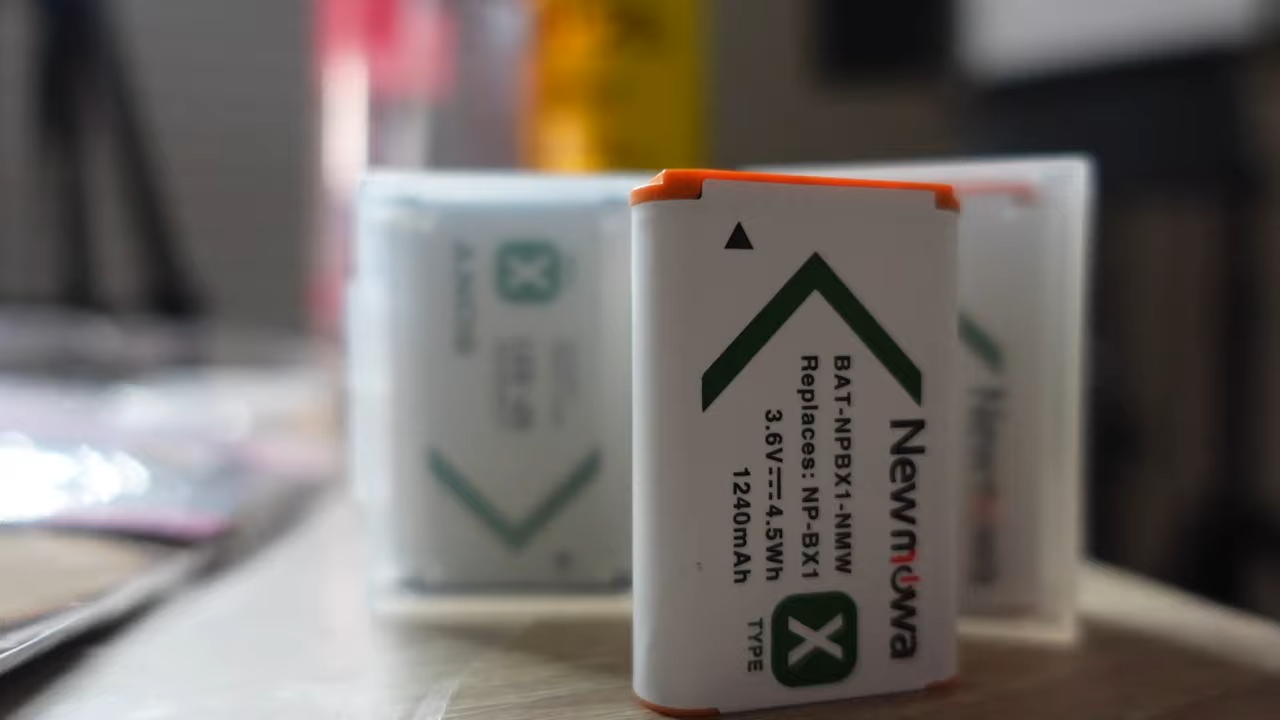 Newmowa
BAT-NPBX1-NMW
Replaces: NP-BX1
3.6V⎓4.5Wh
1240mAh
X
TYPE
X